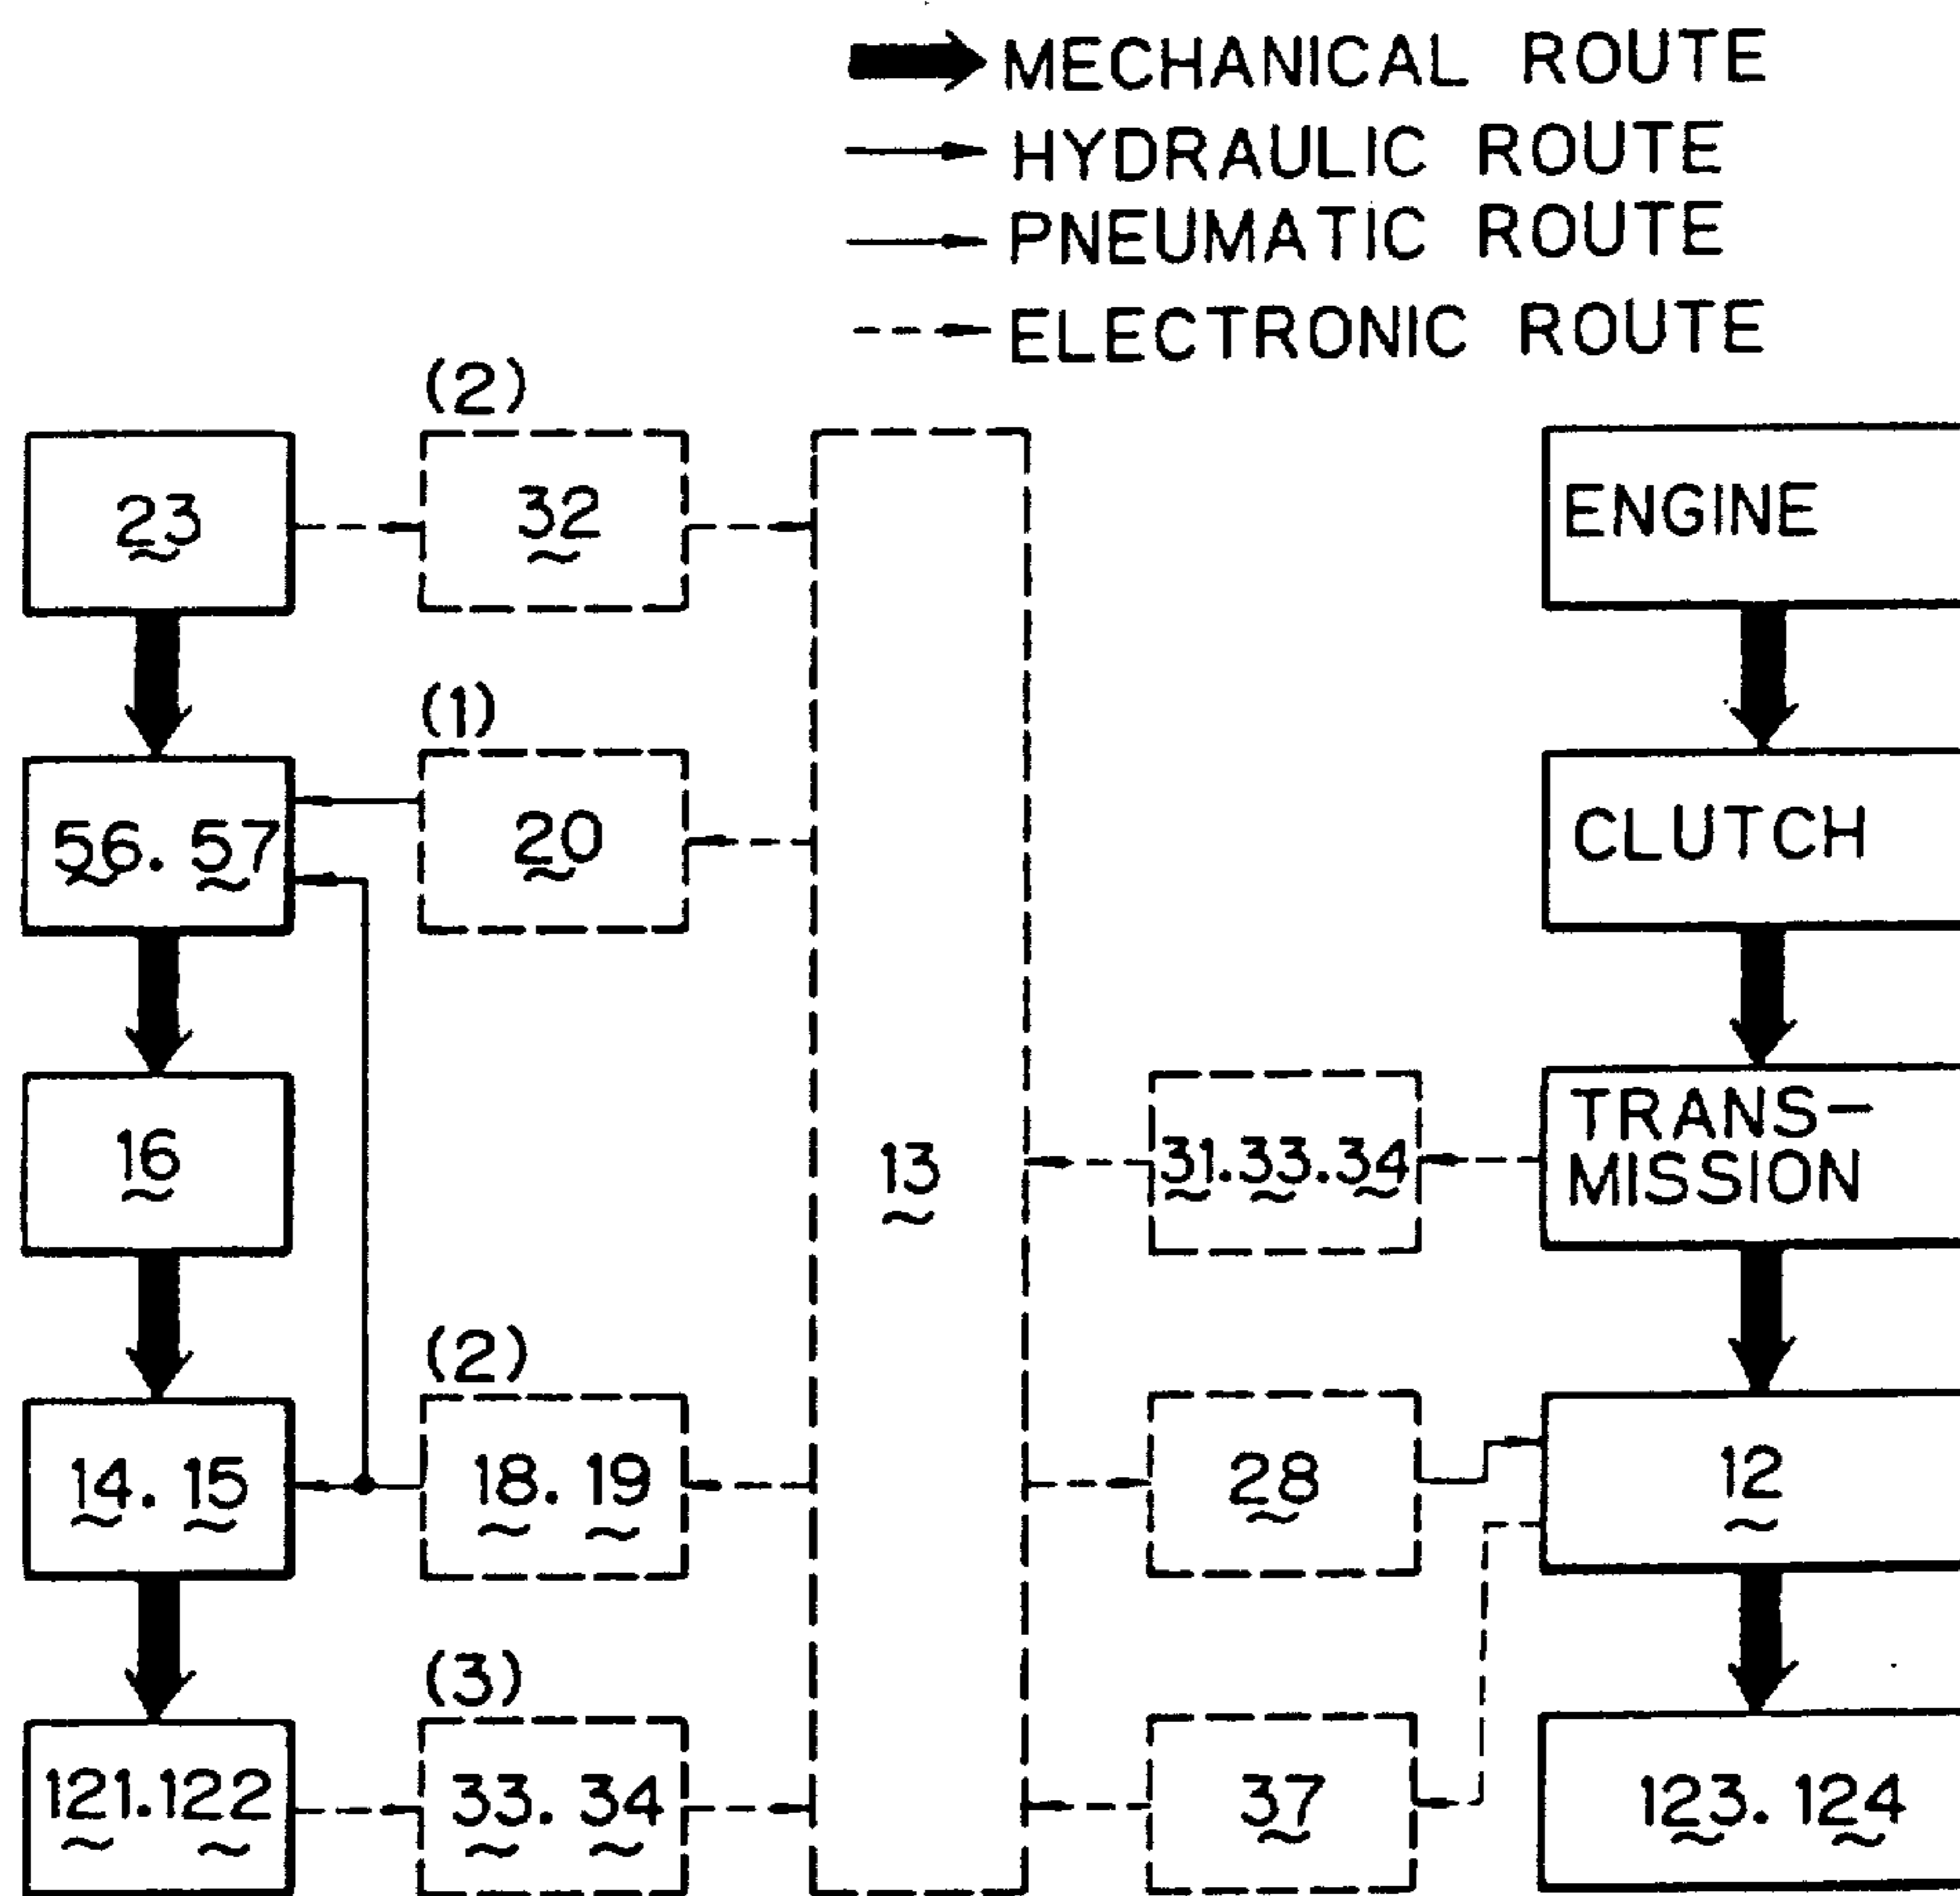 MECHANICAL ROUTE
HYDRAULIC ROUTE
PNEUMATIC ROUTE
ELECTRONIC ROUTE
(2)
23
32
ENGINE
(1)
56. 57
20
CLUTCH
16
13
31.33.34
TRANS-
MISSION
(2)
14. 15
18. 19
28
12
(3)
121.122
33. 34
37
123. 124